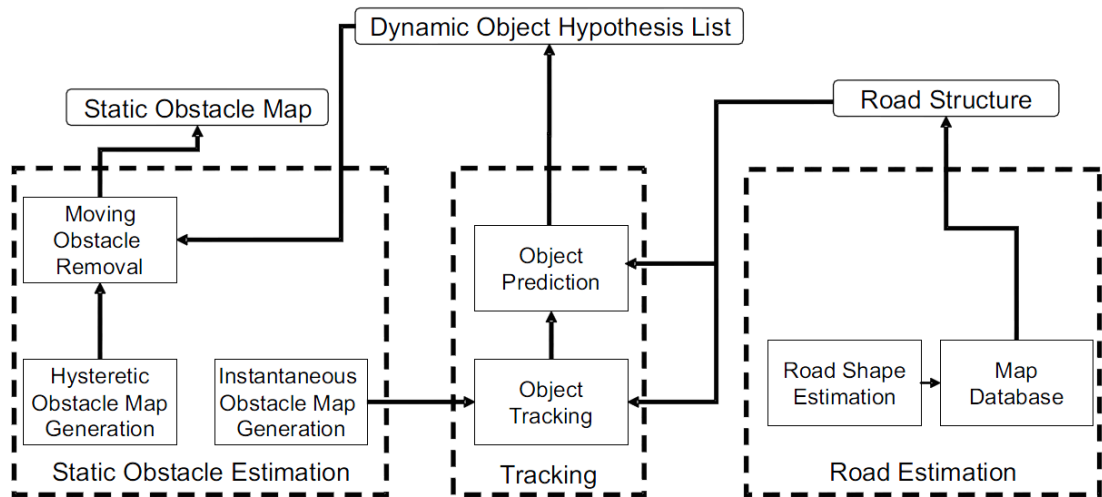 Dynamic Object Hypothesis List
Static Obstacle Map
Road Structure
Moving
Obstacle
Removal
Object
Prediction
Hysteretic
Obstacle Map
Generation
Instantaneous
Obstacle Map
Generation
Object
Tracking
Road Shape
Estimation
Map
Database
Static Obstacle Estimation
Tracking
Road Estimation